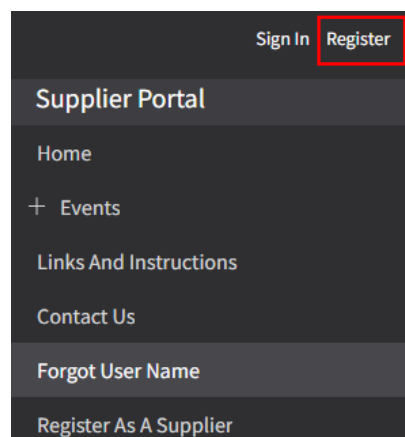 Sign In Register
Supplier Portal
Home
+ Events
Links And Instructions
Contact Us
Forgot User Name
Register As A Supplier